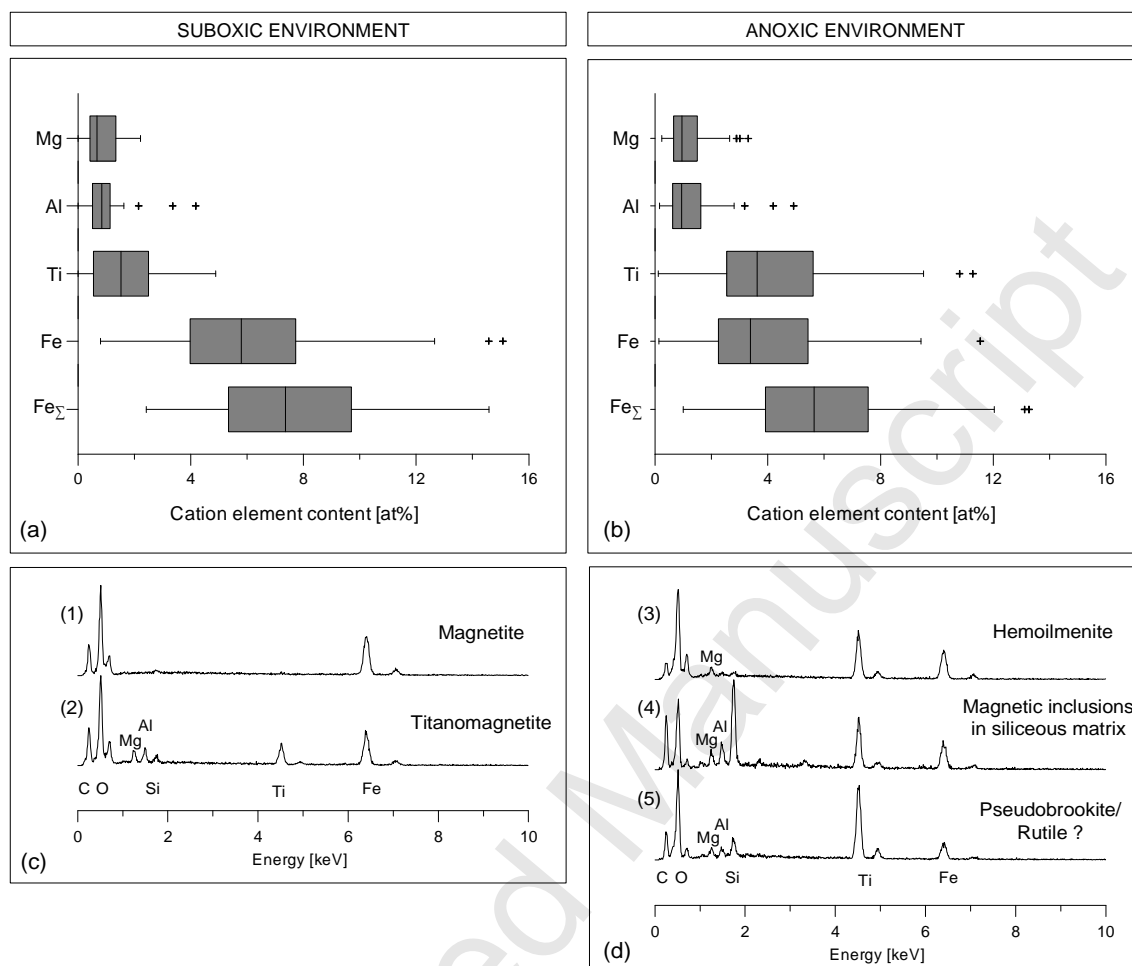 SUBOXIC ENVIRONMENT
ANOXIC ENVIRONMENT
Mg
Al
Ti
Fe
FeΣ
0 4 8 12 16
Cation element content [at%]
(a)
Mg
Al
Ti
Fe
FeΣ
0 4 8 12 16
Cation element content [at%]
(b)
(1)
Magnetite
(2)
Titanomagnetite
Mg
Al
C O Si Ti Fe
0 2 4 6 8 10
Energy [keV]
(c)
(3)
Hemoilmenite
Mg
(4)
Magnetic inclusions
in siliceous matrix
Mg
Al
(5)
Pseudobrookite/
Rutile ?
Mg
Al
C O Si Ti Fe
0 2 4 6 8 10
Energy [keV]
(d)
ed Manuscript